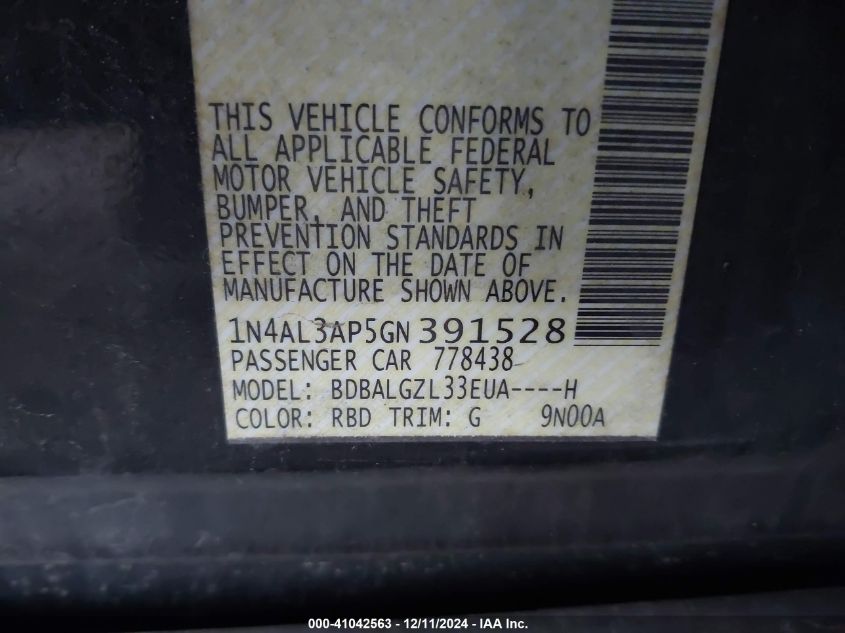 THIS VEHICLE CONFORMS TO
ALL APPLICABLE FEDERAL
MOTOR VEHICLE SAFETY,
BUMPER, AND THEFT
PREVENTION STANDARDS IN
EFFECT ON THE DATE OF
MANUFACTURE SHOWN ABOVE.
1N4AL3AP5GN391528
PASSENGER CAR 778438
MODEL: BDBALGZL33EUA----H
COLOR: RBD TRIM: G 9N00A
000-41042563 - 12/11/2024 - IAA Inc.